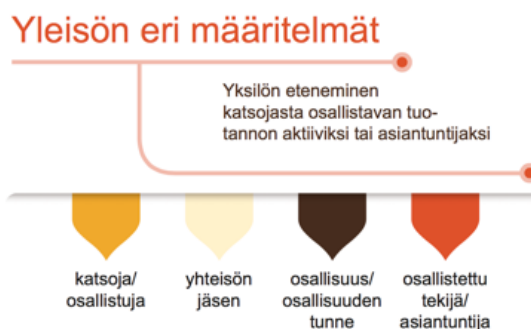 Yleisön eri määritelmät
Yksilön eteneminen
katsojasta osallistavan tuo-
tannon aktiiviksi tai asiantuntijaksi
katsoja/
osallistuja
yhteisön
jäsen
osallisuus/
osallisuuden
tunne
osallistettu
tekijä/
asiantuntija